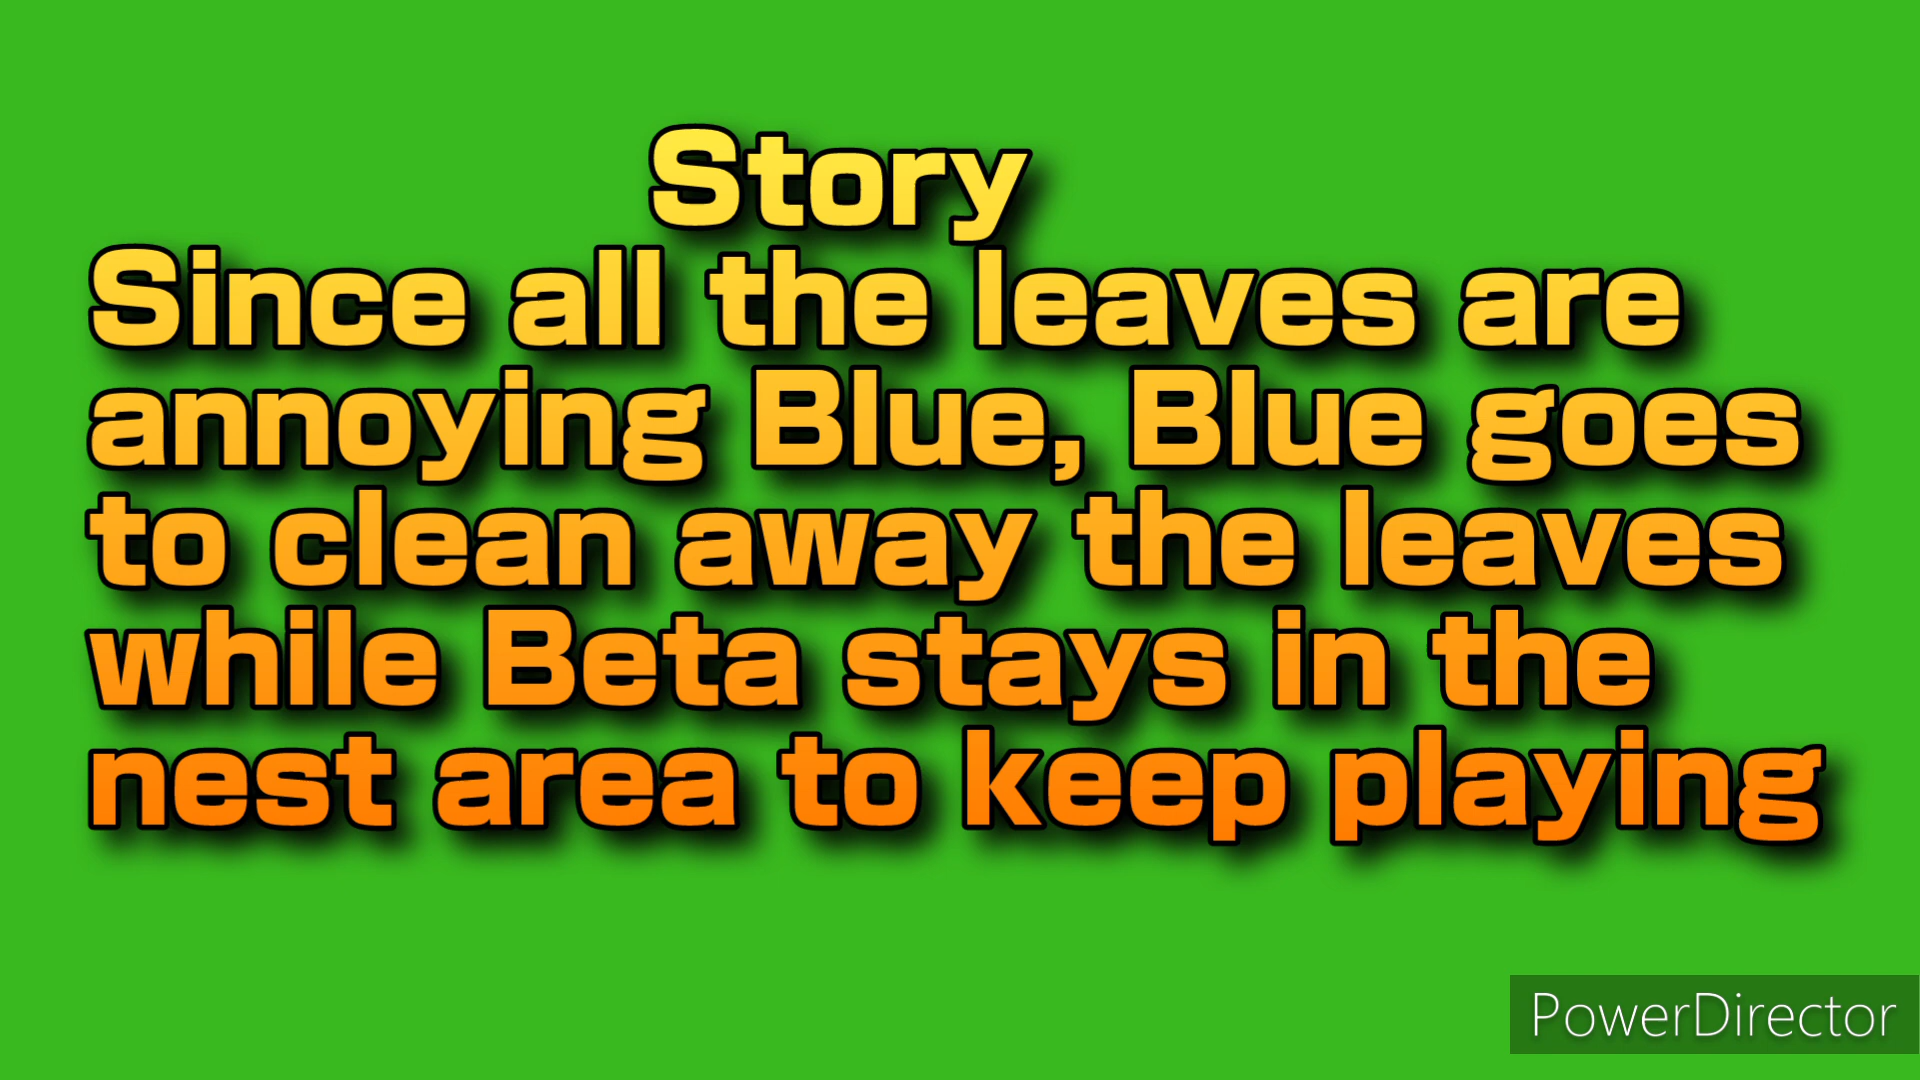 Story
Since all the leaves are
annoying Blue, Blue goes
to clean away the leaves
while Beta stays in the
nest area to keep playing
PowerDirector